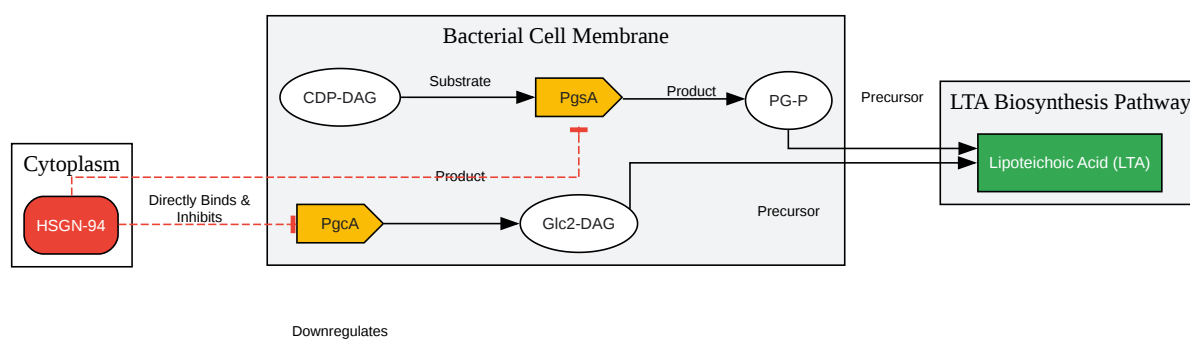 Bacterial Cell Membrane
CDP-DAG
Substrate
PgsA
Product
PG-P
Precursor
LTA Biosynthesis Pathway
Lipoteichoic Acid (LTA)
Cytoplasm
HSGN-94
Directly Binds &
Inhibits
Product
PgcA
Glc2-DAG
Precursor
Downregulates